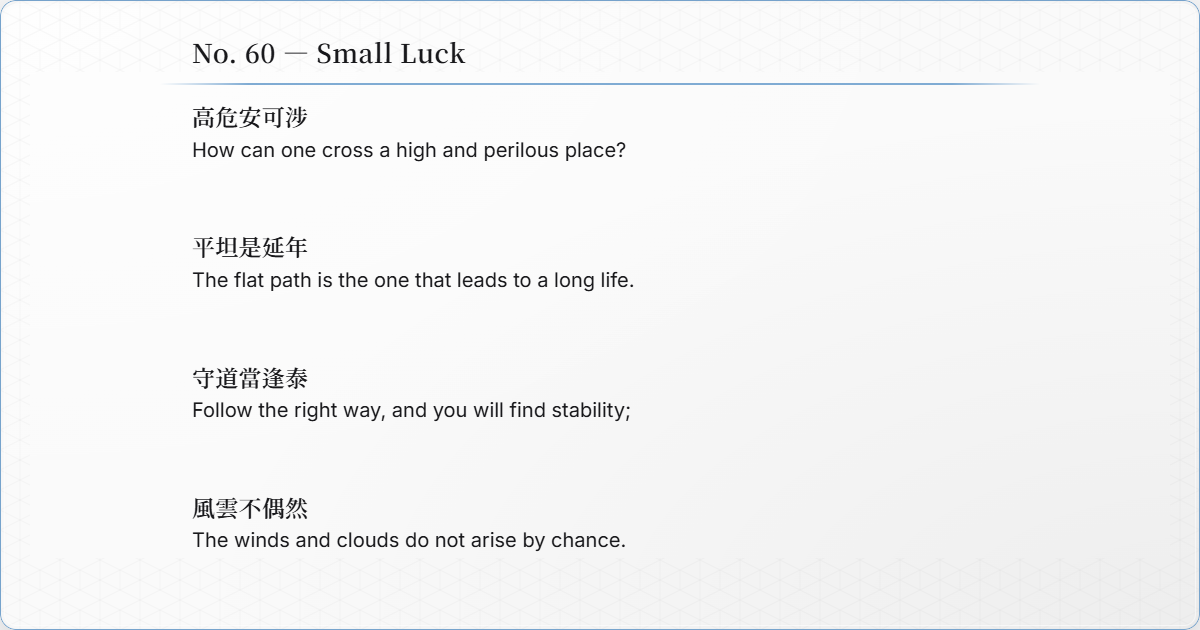 No. 60 — Small Luck
高危安可涉
How can one cross a high and perilous place?
平坦是延年
The flat path is the one that leads to a long life.
守道當逢泰
Follow the right way, and you will find stability;
風雲不偶然
The winds and clouds do not arise by chance.